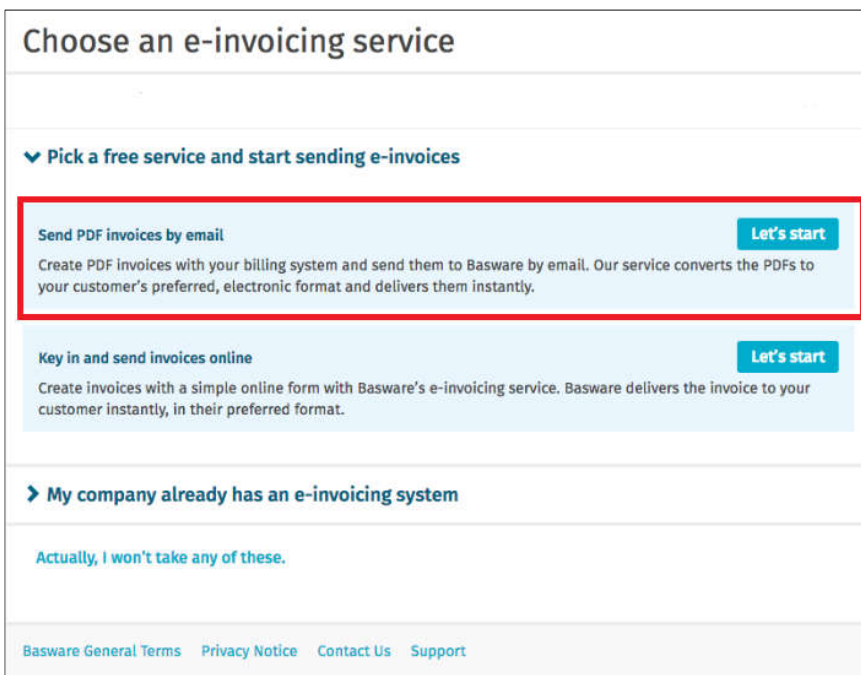 Choose an e-invoicing service
Pick a free service and start sending e-invoices
Send PDF invoices by email
Let's start
Create PDF invoices with your billing system and send them to Basware by email. Our service converts the PDFs to
your customer's preferred, electronic format and delivers them instantly.
Key in and send invoices online
Let's start
Create invoices with a simple online form with Basware's e-invoicing service. Basware delivers the invoice to your
customer instantly, in their preferred format.
My company already has an e-invoicing system
Actually, I won't take any of these.
Basware General Terms Privacy Notice Contact Us Support